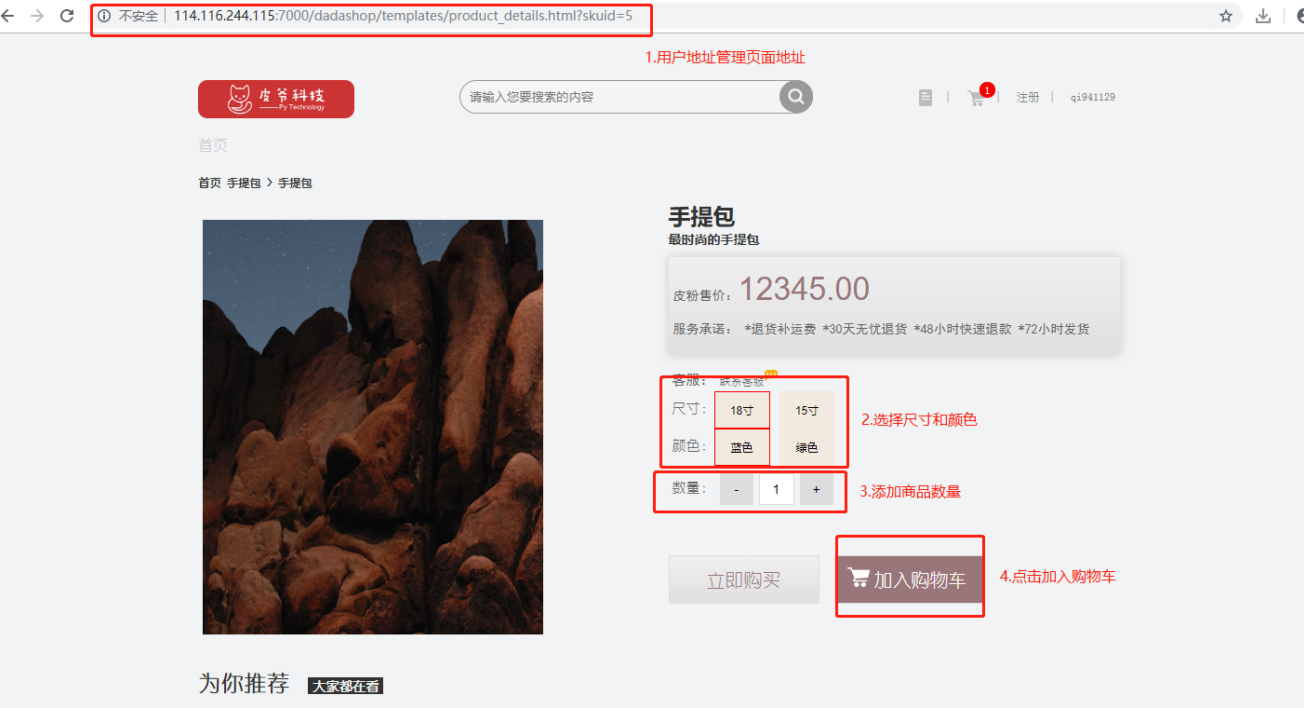 不安全 114.116.244.115:7000/dadashop/templates/product_details.html?skuid=5
1.用户地址管理页面地址
皮爷科技
Py Technology
请输入您要搜索的内容
1
注册
qi941129
首页
首页 手提包 > 手提包
手提包
最时尚的手提包
皮粉售价: 12345.00
服务承诺: *退货补运费 *30天无忧退货 *48小时快速退款 *72小时发货
客服: 联系客服
尺寸: 18寸 15寸
2.选择尺寸和颜色
颜色: 蓝色 绿色
数量: - 1 +
3.添加商品数量
立即购买
加入购物车
4.点击加入购物车
为你推荐 大家都在看